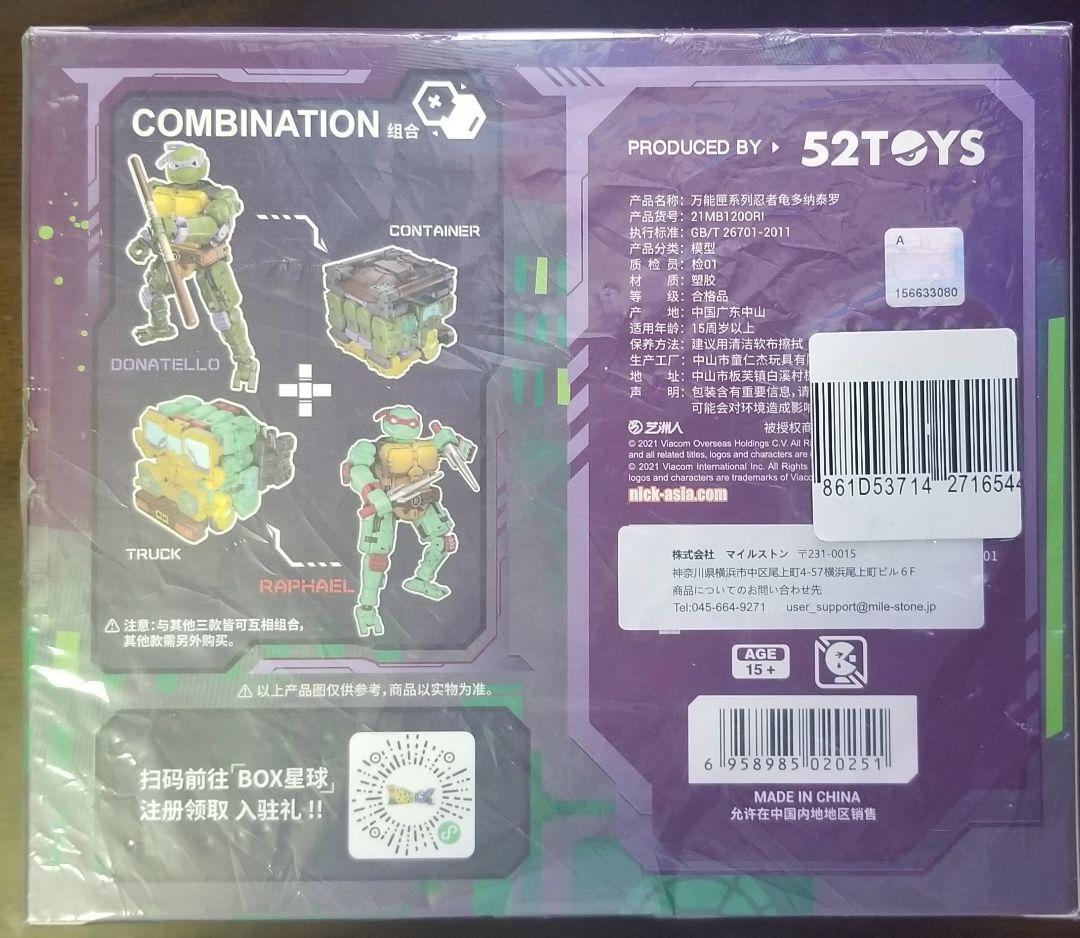 COMBINATION 组合
DONATELLO
CONTAINER
TRUCK
RAPHAEL
注意：与其他三款皆可互相组合，
其他款需另外购买。
以上产品图仅供参考，商品以实物为准。
扫码前往「BOX星球」
注册领取 入驻礼 !!
PRODUCED BY
52TOYS
产品名称：万能匣系列忍者龟多纳泰罗
产品货号：21MB120ORI
执行标准：GB/T 26701-2011
产品分类：模型
质 检 员：检01
材 质：塑胶
等 级：合格品
产 地：中国广东中山
适用年龄：15周岁以上
保养方法：建议用清洁软布擦拭
生产工厂：中山市童仁杰玩具有
地 址：中山市板芙镇白溪村
声 明：包装含有重要信息，请
可能会对环境造成影响
艺洲人 被授权商
© 2021 Viacom Overseas Holdings C.V. All Ri
and all related titles, logos and characters are
© 2021 Viacom International Inc. All Rights
logos and characters are trademarks of Viaco
nick-asia.com
A
156633080
861D53714 2716544
01
株式会社 マイルストン 〒231-0015
神奈川県横浜市中区尾上町4-57横浜尾上町ビル6F
商品についてのお問い合わせ先
Tel:045-664-9271 user_support@mile-stone.jp
AGE
15+
6 958985 020251
MADE IN CHINA
允许在中国内地地区销售